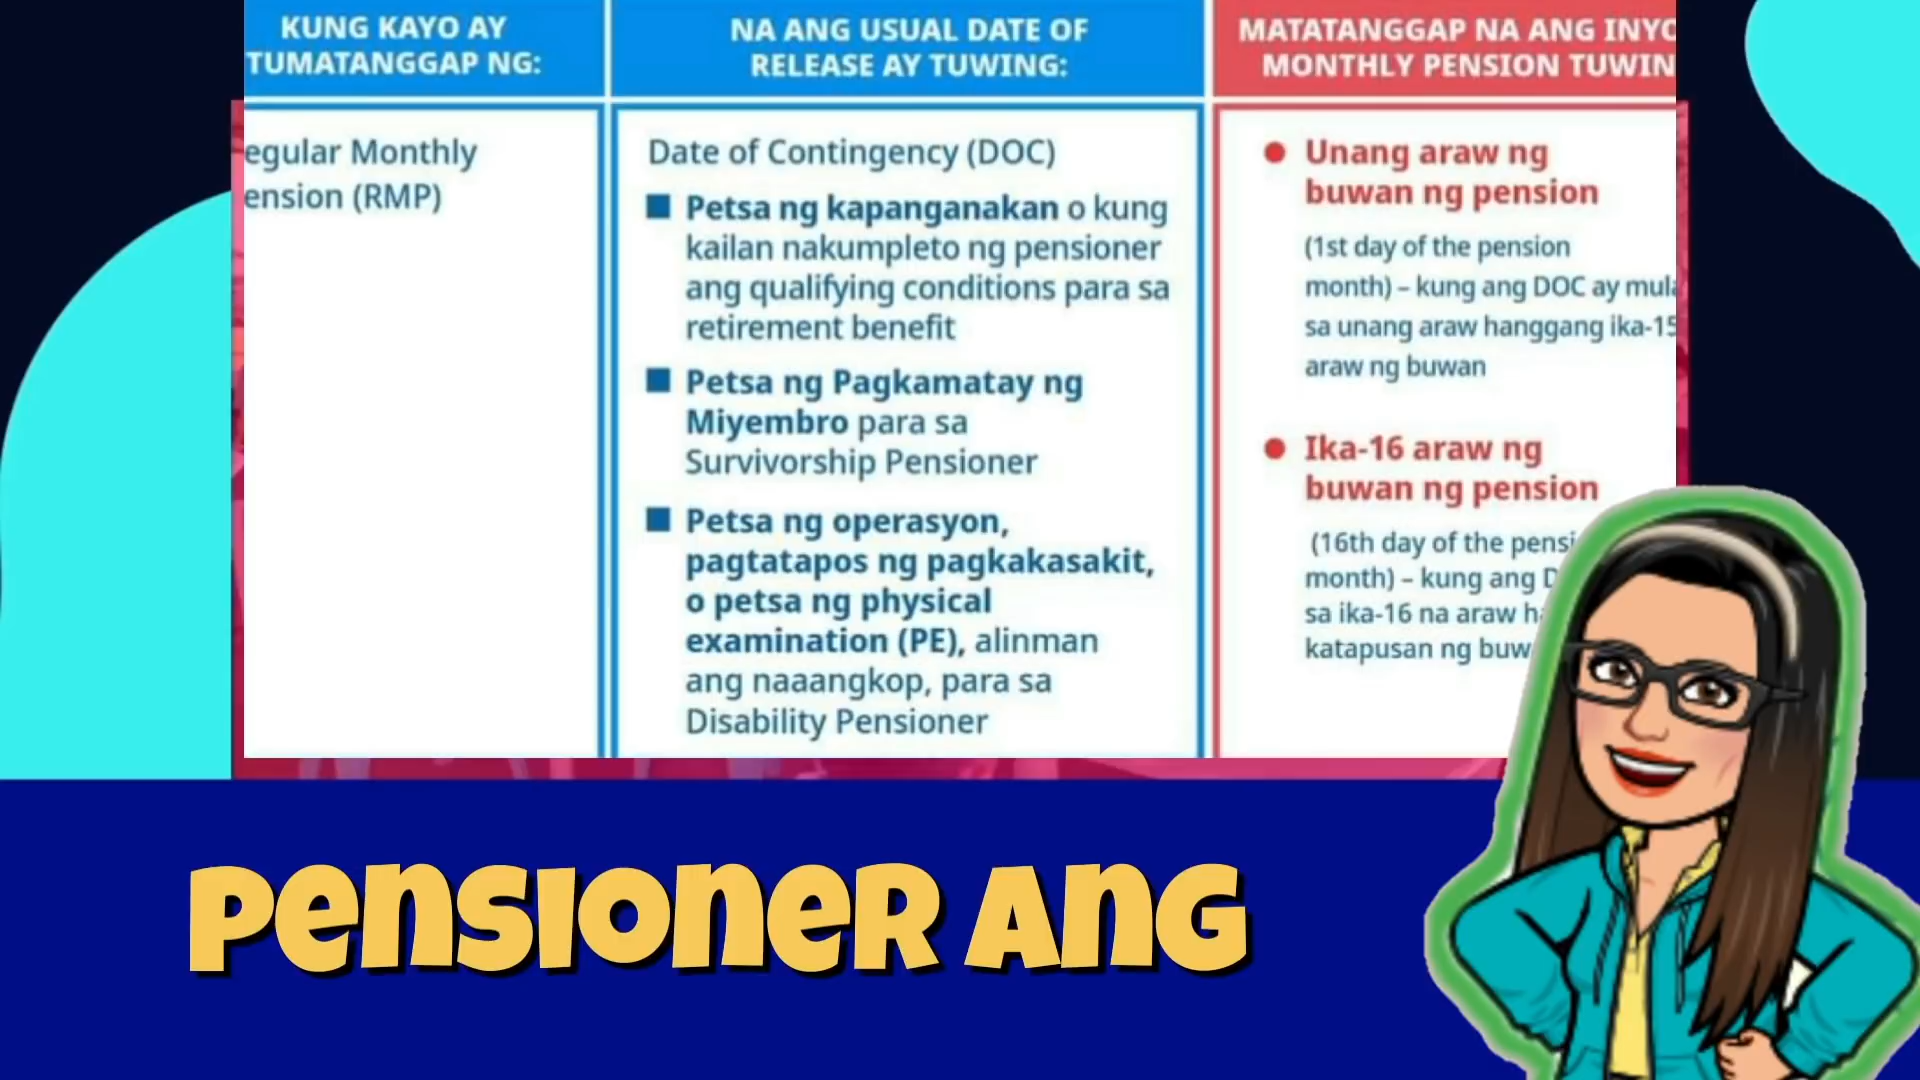 KUNG KAYO AY
TUMATANGGAP NG:
egular Monthly
ension (RMP)
NA ANG USUAL DATE OF
RELEASE AY TUWING:
Date of Contingency (DOC)
Petsa ng kapanganakan o kung
kailan nakumpleto ng pensioner
ang qualifying conditions para sa
retirement benefit
Petsa ng Pagkamatay ng
Miyembro para sa
Survivorship Pensioner
Petsa ng operasyon,
pagtatapos ng pagkakasakit,
o petsa ng physical
examination (PE), alinman
ang naaangkop, para sa
Disability Pensioner
MATATANGGAP NA ANG INYO
MONTHLY PENSION TUWIN
Unang araw ng
buwan ng pension
(1st day of the pension
month) – kung ang DOC ay mula
sa unang araw hanggang ika-15
araw ng buwan
Ika-16 araw ng
buwan ng pension
(16th day of the pensi
month) – kung ang D
sa ika-16 na araw ha
katapusan ng buw
PENSIONER ANG